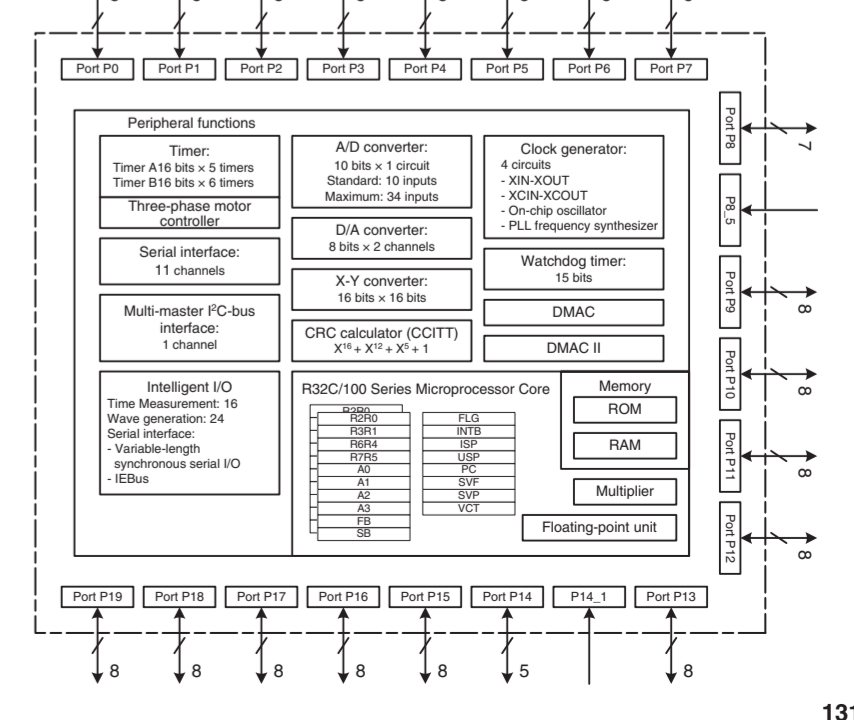 Port P0 Port P1 Port P2 Port P3 Port P4 Port P5 Port P6 Port P7
Peripheral functions
Timer:
Timer A16 bits × 5 timers
Timer B16 bits × 6 timers
Three-phase motor
controller
Serial interface:
11 channels
Multi-master I²C-bus
interface:
1 channel
Intelligent I/O
Time Measurement: 16
Wave generation: 24
Serial interface:
- Variable-length
synchronous serial I/O
- IEBus
A/D converter:
10 bits × 1 circuit
Standard: 10 inputs
Maximum: 34 inputs
D/A converter:
8 bits × 2 channels
X-Y converter:
16 bits × 16 bits
CRC calculator (CCITT)
X¹⁶ + X¹² + X⁵ + 1
Clock generator:
4 circuits
- XIN-XOUT
- XCIN-XCOUT
- On-chip oscillator
- PLL frequency synthesizer
Watchdog timer:
15 bits
DMAC
DMAC II
R32C/100 Series Microprocessor Core
R2R0
R2R0
R3R1
R6R4
R7R5
A0
A1
A2
A3
FB
SB
FLG
INTB
ISP
USP
PC
SVF
SVP
VCT
Memory
ROM
RAM
Multiplier
Floating-point unit
Port P8
7
P8_5
Port P9
8
Port P10
8
Port P11
8
Port P12
8
Port P19 Port P18 Port P17 Port P16 Port P15 Port P14 P14_1 Port P13
8 8 8 8 8 5 8
131